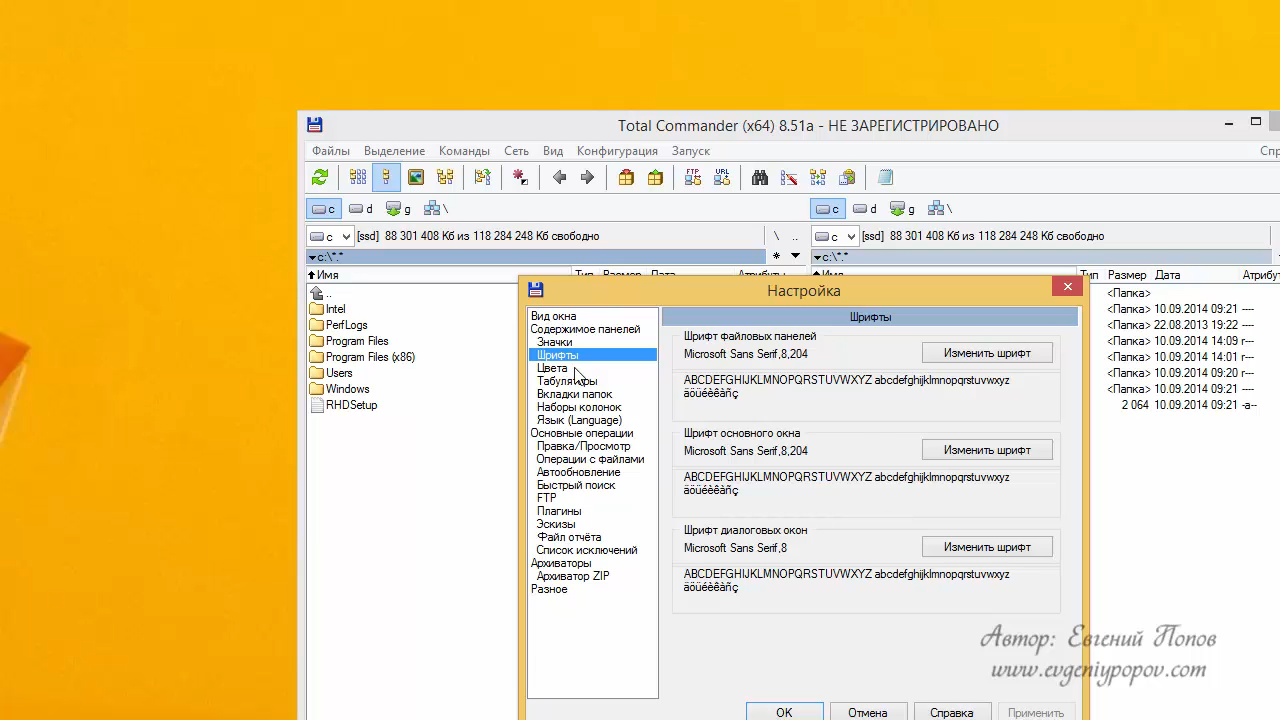 Total Commander (x64) 8.51a - НЕ ЗАРЕГИСТРИРОВАНО
Файлы Выделение Команды Сеть Вид Конфигурация Запуск
FTP URL
c d g \ c d g \
c [ssd] 88 301 408 Кб из 118 284 248 Кб свободно \ .. c [ssd] 88 301 408 Кб из 118 284 248 Кб свободно
c:\*.* * c:\*.*
Имя Тип Размер Дата Атрибуты Имя Тип Размер Дата
Настройка
..
Intel
PerfLogs
Program Files
Program Files (x86)
Users
Windows
RHDSetup
Вид окна
Содержимое панелей
Значки
Шрифты
Цвета
Табуляторы
Вкладки папок
Наборы колонок
Язык (Language)
Основные операции
Правка/Просмотр
Операции с файлами
Автообновление
Быстрый поиск
FTP
Плагины
Эскизы
Файл отчёта
Список исключений
Архиваторы
Архиватор ZIP
Разное
Шрифты
Шрифт файловых панелей
Microsoft Sans Serif,8,204 Изменить шрифт
ABCDEFGHIJKLMNOPQRSTUVWXYZ abcdefghijklmnopqrstuvwxyz
äöüéèêàñç
Шрифт основного окна
Microsoft Sans Serif,8,204 Изменить шрифт
ABCDEFGHIJKLMNOPQRSTUVWXYZ abcdefghijklmnopqrstuvwxyz
äöüéèêàñç
Шрифт диалоговых окон
Microsoft Sans Serif,8 Изменить шрифт
ABCDEFGHIJKLMNOPQRSTUVWXYZ abcdefghijklmnopqrstuvwxyz
äöüéèêàñç
OK Отмена Справка Применить
<Папка>
<Папка> 10.09.2014 09:21 ----
<Папка> 22.08.2013 19:22 ----
<Папка> 10.09.2014 14:09 r---
<Папка> 10.09.2014 14:01 r---
<Папка> 10.09.2014 09:20 r---
<Папка> 10.09.2014 09:21 ----
2 064 10.09.2014 09:21 -a--
Автор: Евгений Попов
www.evgeniypopov.com